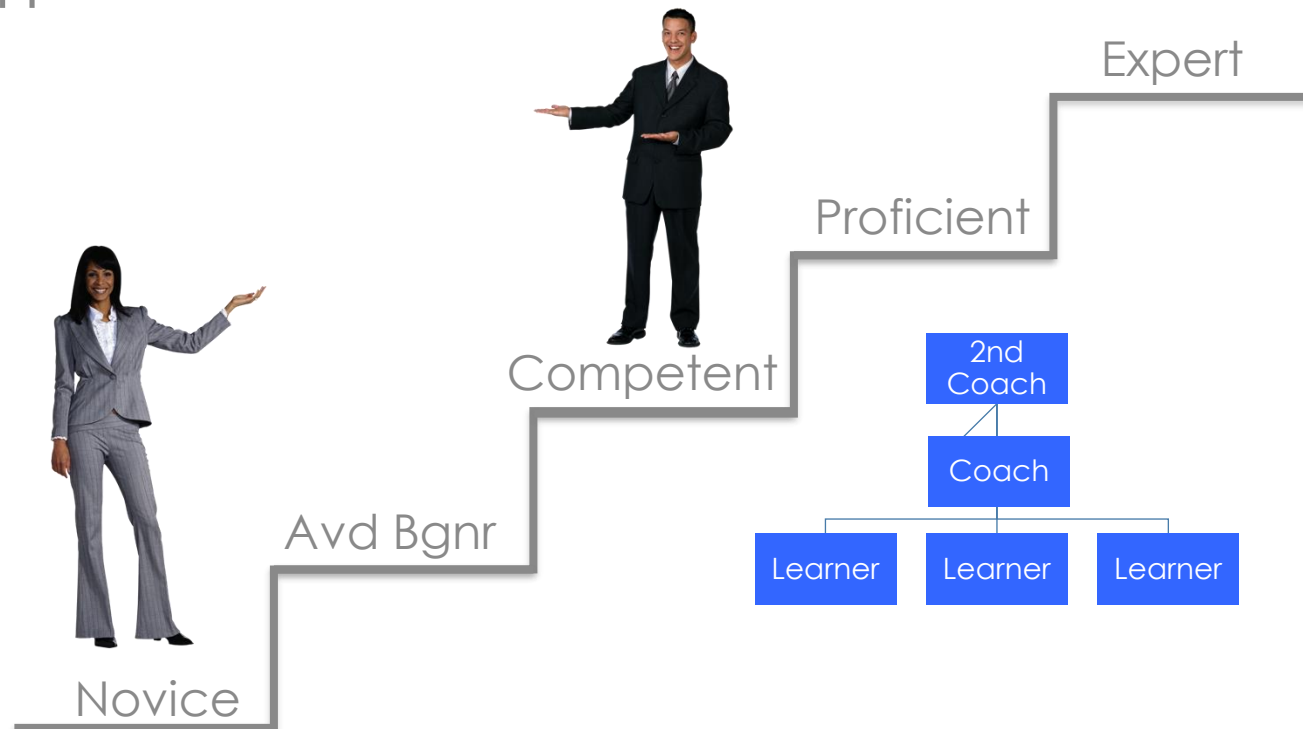 Expert
Proficient
Competent
Avd Bgnr
Novice
2nd
Coach
Coach
Learner
Learner
Learner